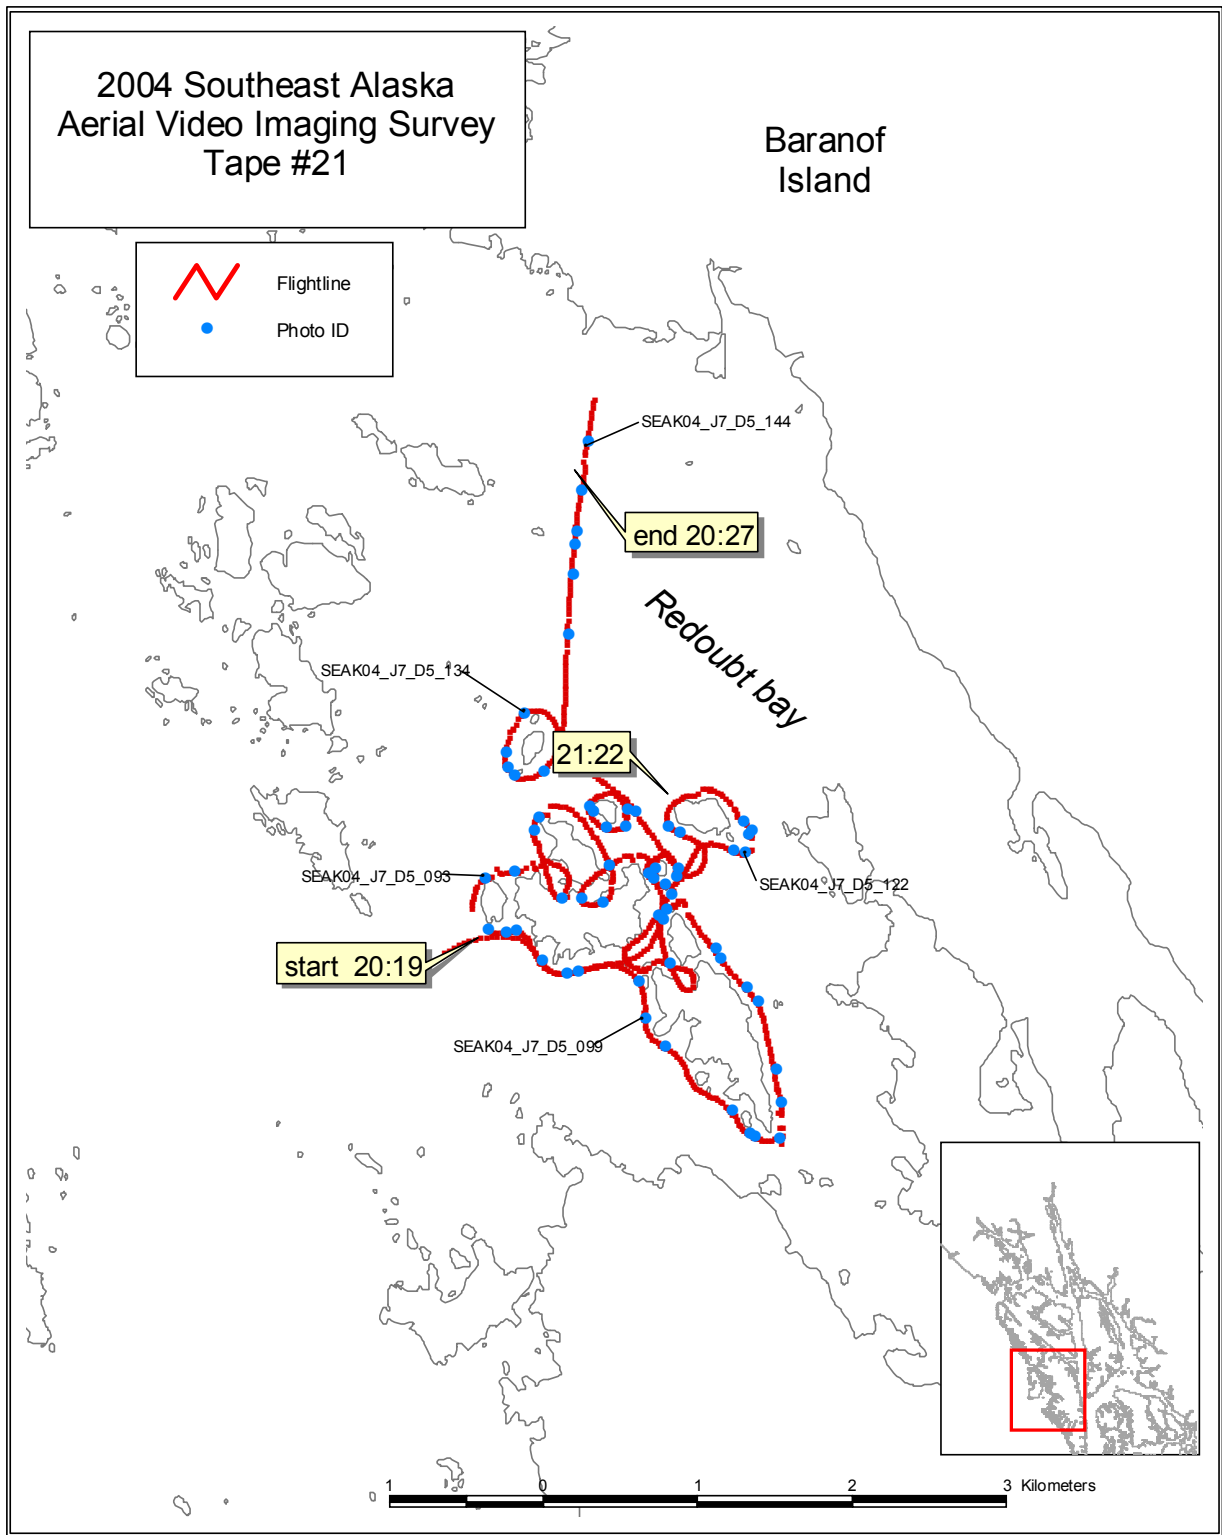 2004 Southeast Alaska
Aerial Video Imaging Survey
Tape #21
Baranof
Island
Flightline
Photo ID
SEAK04_J7_D5_144
end 20:27
Redoubt bay
SEAK04_J7_D5_134
21:22
SEAK04_J7_D5_093
SEAK04_J7_D5_122
start 20:19
SEAK04_J7_D5_099
1 0 1 2 3 Kilometers